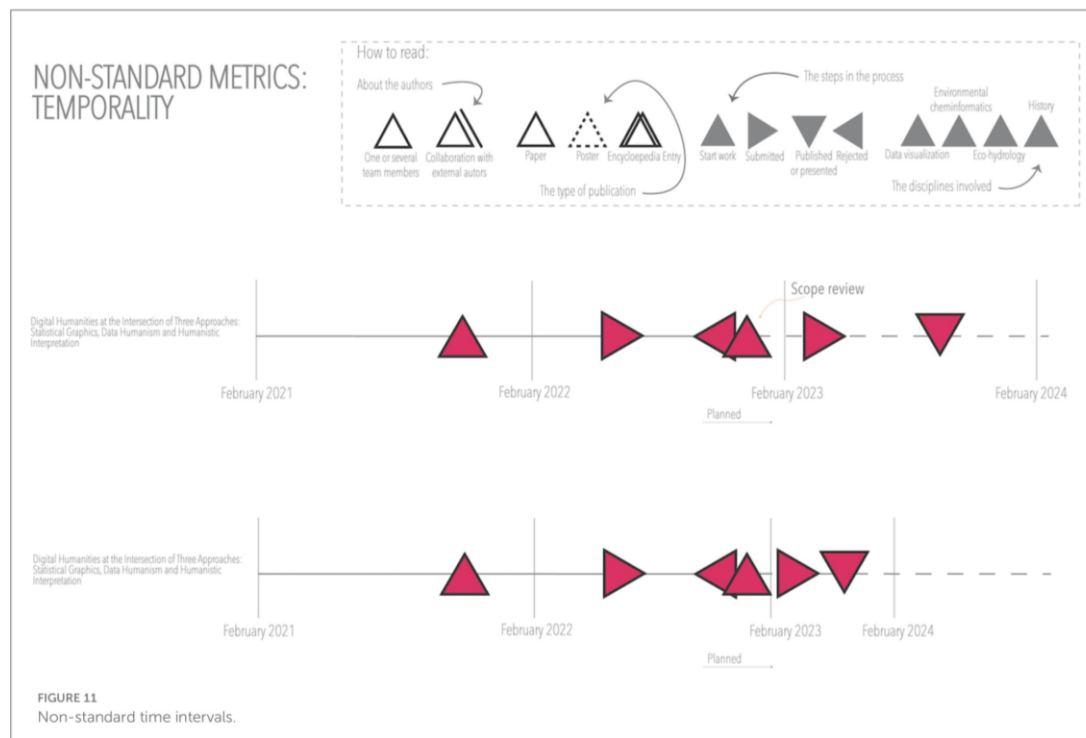 NON-STANDARD METRICS:
TEMPORALITY
How to read:
About the authors
One or several
team members
Collaboration with
external autors
Paper
Poster
Encycloepedia Entry
The type of publication
The steps in the process
Start work
Submitted
Published
or presented
Rejected
Environmental
cheminformatics
History
Data visualization
Eco-hydrology
The disciplines involved
Scope review
Digital Humanities at the Intersection of Three Approaches:
Statistical Graphics, Data Humanism and Humanistic
Interpretation
February 2021
February 2022
February 2023
February 2024
Planned
Digital Humanities at the Intersection of Three Approaches:
Statistical Graphics, Data Humanism and Humanistic
Interpretation
February 2021
February 2022
February 2023
February 2024
Planned
FIGURE 11
Non-standard time intervals.